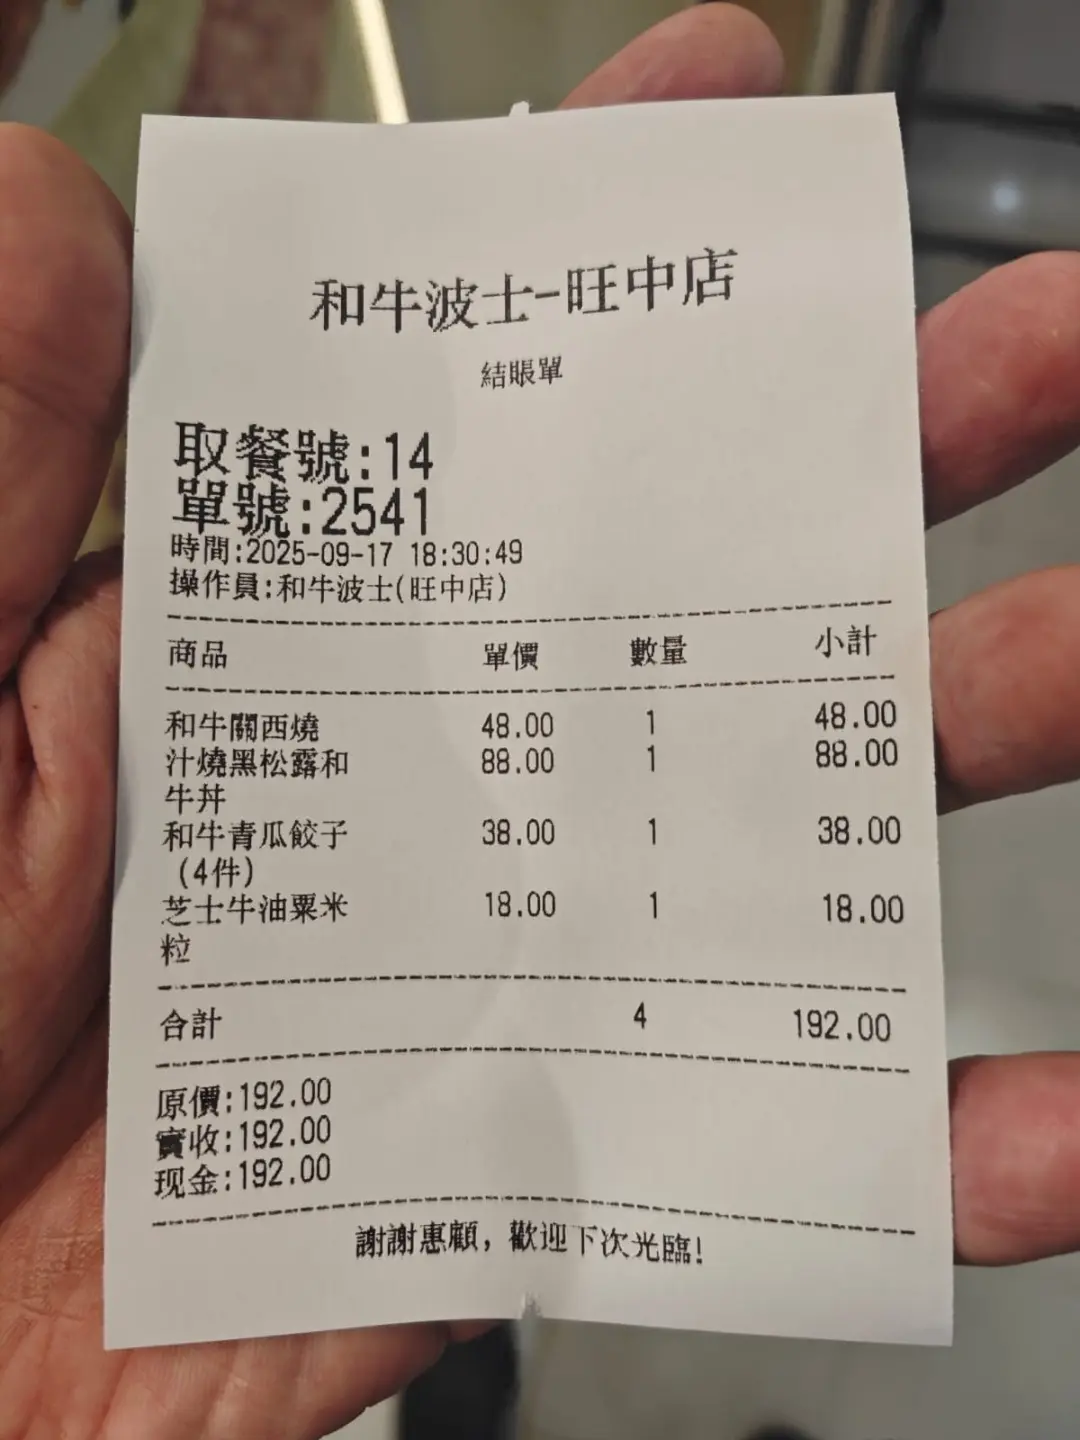 和牛波士-旺中店
結賬單
取餐號:14
單號:2541
時間:2025-09-17 18:30:49
操作員:和牛波士(旺中店)
商品 單價 數量 小計
和牛關西燒 48.00 1 48.00
汁燒黑松露和 88.00 1 88.00
牛丼
和牛青瓜餃子 38.00 1 38.00
(4件)
芝士牛油粟米 18.00 1 18.00
粒
合計 4 192.00
原價:192.00
實收:192.00
现金:192.00
謝謝惠顧, 歡迎下次光臨!